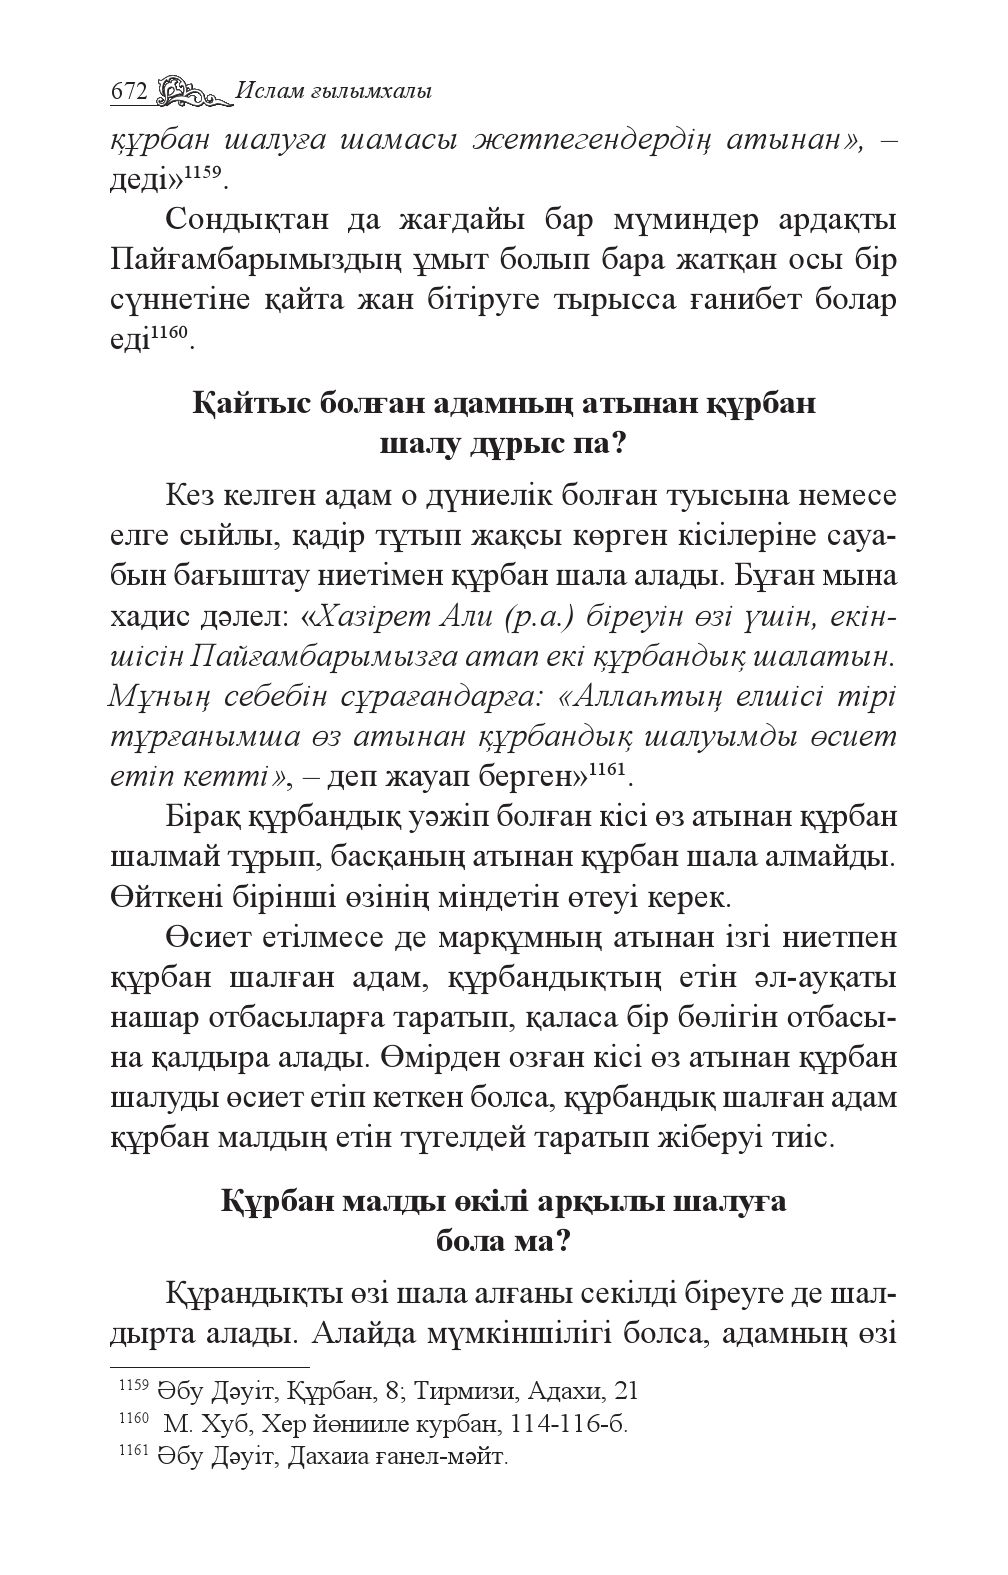 672 Ислам ғылымхалы
құрбан шалуға шамасы жетпегендердің атынан», –
деді»1159.
Сондықтан да жағдайы бар мүминдер ардақты
Пайғамбарымыздың ұмыт болып бара жатқан осы бір
сүннетіне қайта жан бітіруге тырысса ғанибет болар
еді1160.
Қайтыс болған адамның атынан құрбан
шалу дұрыс па?
Кез келген адам о дүниелік болған туысына немесе
елге сыйлы, қадір тұтып жақсы көрген кісілеріне сауа-
бын бағыштау ниетімен құрбан шала алады. Бұған мына
хадис дәлел: «Хазірет Али (р.а.) біреуін өзі үшін, екін-
шісін Пайғамбарымызға атап екі құрбандық шалатын.
Мұның себебін сұрағандарға: «Аллаһтың елшісі тірі
тұрғанымша өз атынан құрбандық шалуымды өсиет
етіп кетті», – деп жауап берген»1161.
Бірақ құрбандық уәжіп болған кісі өз атынан құрбан
шалмай тұрып, басқаның атынан құрбан шала алмайды.
Өйткені бірінші өзінің міндетін өтеуі керек.
Өсиет етілмесе де марқұмның атынан ізгі ниетпен
құрбан шалған адам, құрбандықтың етін әл-ауқаты
нашар отбасыларға таратып, қаласа бір бөлігін отбасы-
на қалдыра алады. Өмірден озған кісі өз атынан құрбан
шалуды өсиет етіп кеткен болса, құрбандық шалған адам
құрбан малдың етін түгелдей таратып жіберуі тиіс.
Құрбан малды өкілі арқылы шалуға
бола ма?
Құрандықты өзі шала алғаны секілді біреуге де шал-
дырта алады. Алайда мүмкіншілігі болса, адамның өзі
1159 Әбу Дәуіт, Құрбан, 8; Тирмизи, Адахи, 21
1160 М. Хуб, Хер йөнииле курбан, 114-116-б.
1161 Әбу Дәуіт, Дахаиа ғанел-мәйт.